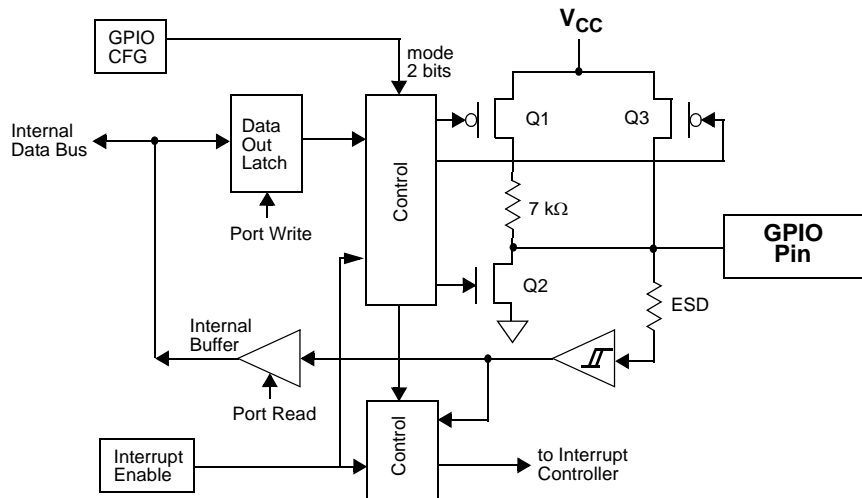 GPIO
CFG
mode
2 bits
V_CC
Internal
Data Bus
Data
Out
Latch
Control
Q1
Q3
7 kΩ
Port Write
GPIO
Pin
Q2
ESD
Internal
Buffer
Port Read
Interrupt
Enable
Control
to Interrupt
Controller